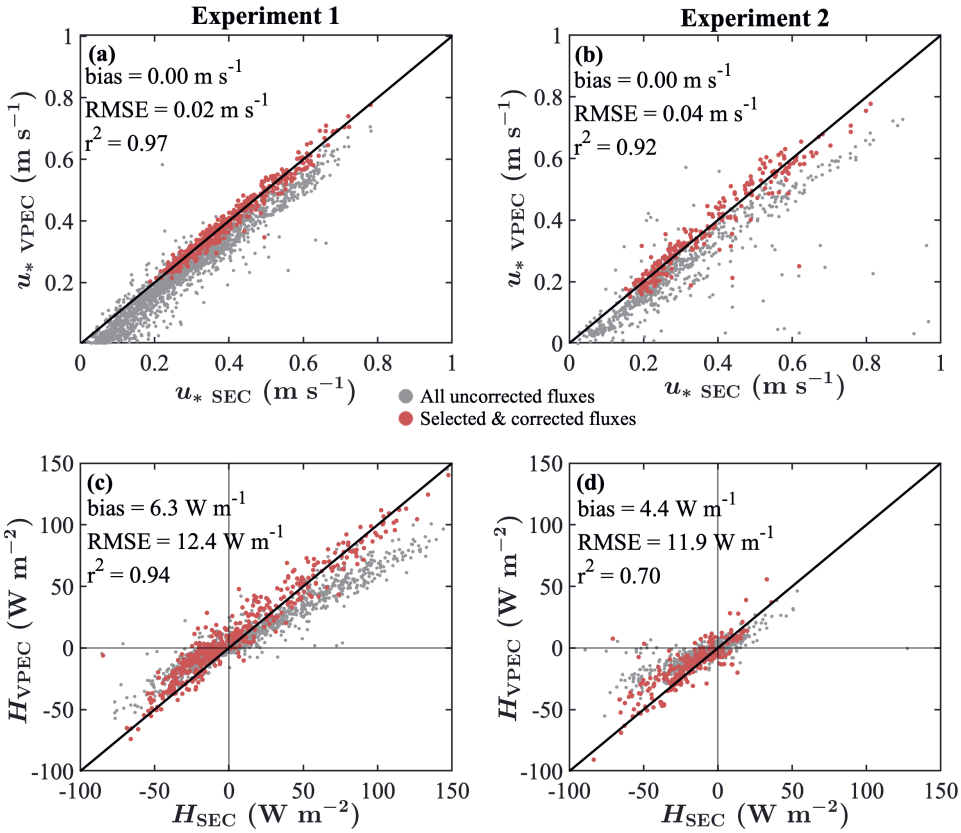 Experiment 1
Experiment 2
(a)
bias = 0.00 m s⁻¹
RMSE = 0.02 m s⁻¹
r² = 0.97
1
0.8
0.6
0.4
0.2
u* VPEC (m s⁻¹)
0 0.2 0.4 0.6 0.8 1
u* SEC (m s⁻¹)
(b)
bias = 0.00 m s⁻¹
RMSE = 0.04 m s⁻¹
r² = 0.92
1
0.8
0.6
0.4
0.2
u* VPEC (m s⁻¹)
0 0.2 0.4 0.6 0.8 1
u* SEC (m s⁻¹)
All uncorrected fluxes
Selected & corrected fluxes
(c)
bias = 6.3 W m⁻¹
RMSE = 12.4 W m⁻¹
r² = 0.94
150
100
50
0
-50
-100
H VPEC (W m⁻²)
-100 -50 0 50 100 150
H SEC (W m⁻²)
(d)
bias = 4.4 W m⁻¹
RMSE = 11.9 W m⁻¹
r² = 0.70
150
100
50
0
-50
-100
H VPEC (W m⁻²)
-100 -50 0 50 100 150
H SEC (W m⁻²)